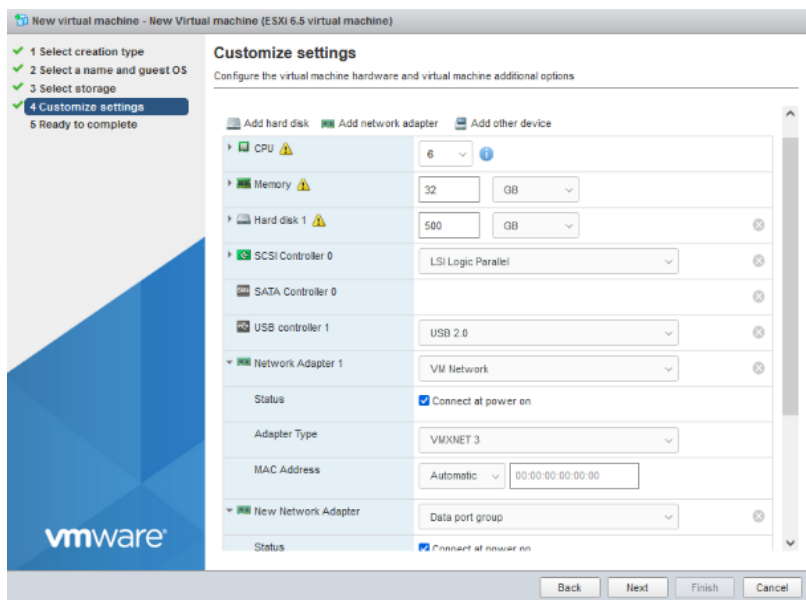 New virtual machine - New Virtual machine (ESXi 6.5 virtual machine)
1 Select creation type
2 Select a name and guest OS
3 Select storage
4 Customize settings
5 Ready to complete
Customize settings
Configure the virtual machine hardware and virtual machine additional options
Add hard disk Add network adapter Add other device
CPU 6
Memory 32 GB
Hard disk 1 500 GB
SCSI Controller 0 LSI Logic Parallel
SATA Controller 0
USB controller 1 USB 2.0
Network Adapter 1 VM Network
Status Connect at power on
Adapter Type VMXNET 3
MAC Address Automatic 00:00:00:00:00:00
New Network Adapter Data port group
Status Connect at power on
vmware
Back Next Finish Cancel